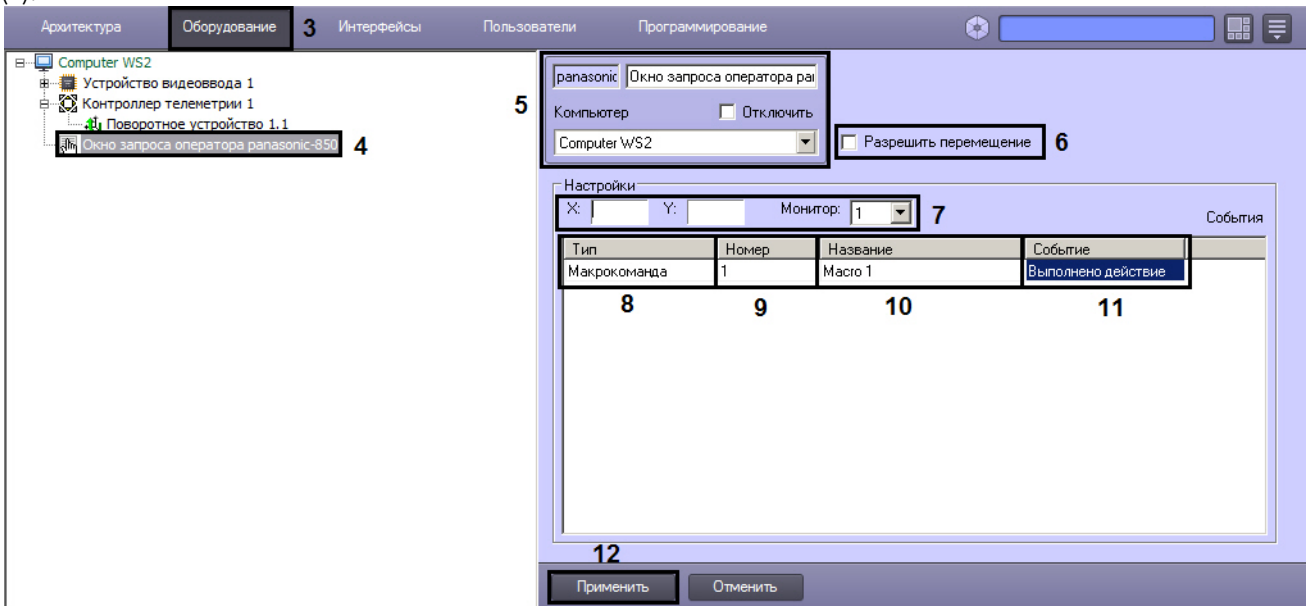 Архитектура Оборудование 3 Интерфейсы Пользователи Программирование
Computer WS2
Устройство видеоввода 1
Контроллер телеметрии 1
Поворотное устройство 1.1
Окно запроса оператора panasonic-850 4
5
panasonic Окно запроса оператора pai
Компьютер Отключить
Computer WS2
Разрешить перемещение 6
Настройки
X: Y: Монитор: 1 7
События
Тип Номер Название Событие
Макрокоманда 1 Macro 1 Выполнено действие
8 9 10 11
12
Применить Отменить